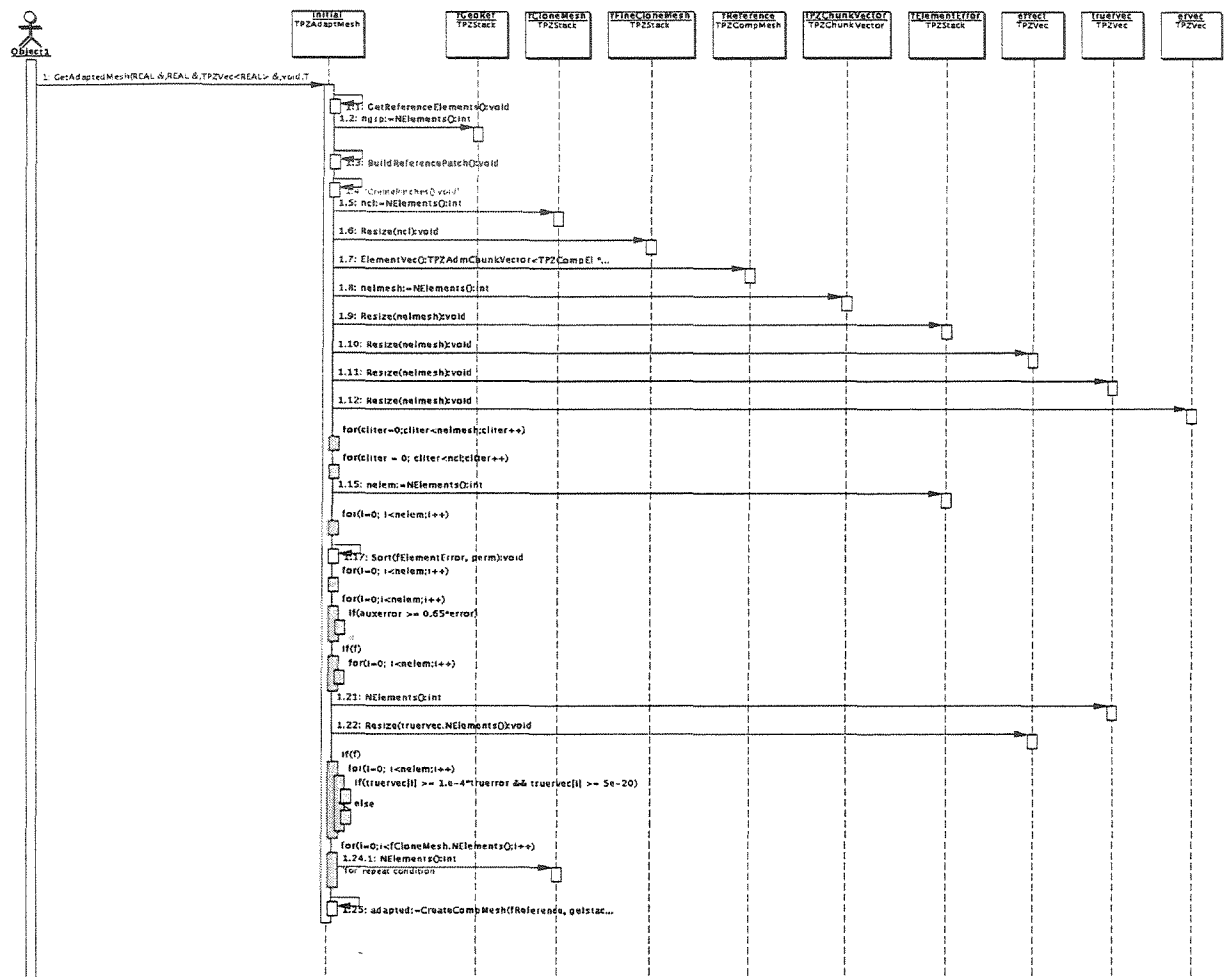 Object1
Initial
TPZAdaptMesh
fGeoRef
TPZStack
fCloneMesh
TPZStack
fFineCloneMesh
TPZStack
fReference
TPZCompMesh
TPZChunkVector
TPZChunkVector
fElementError
TPZStack
effect
TPZVec
truervec
TPZVec
ervec
TPZVec
1: GetAdaptedMesh(REAL &,REAL &,TPZVec<REAL> &,void,T
1.1: GetReferenceElements():void
1.2: ngsp:=NElements():int
1.3: BuildReferencePatch():void
1.4: "CreatePatches():void"
1.5: ncl:=NElements():int
1.6: Resize(ncl):void
1.7: ElementVec():TPZAdmChunkVector<TPZCompEl *...
1.8: nelmesh:=NElements():int
1.9: Resize(nelmesh):void
1.10: Resize(nelmesh):void
1.11: Resize(nelmesh):void
1.12: Resize(nelmesh):void
for(cliter=0;cliter<nelmesh;cliter++)
for(cliter = 0; cliter<ncl;cliter++)
1.15: nelem:=NElements():int
for(i=0; i<nelem;i++)
1.17: Sort(fElementError, perm):void
for(i=0; i<nelem;i++)
for(i=0;i<nelem;i++)
if(auxerror >= 0.65*error)
if(f)
for(i=0; i<nelem;i++)
1.21: NElements():int
1.22: Resize(truervec.NElements()):void
if(f)
for(i=0; i<nelem;i++)
if(truervec[i] >= 1.e-4*truerror && truervec[i] >= 5e-20)
else
for(i=0;i<fCloneMesh.NElements();i++)
1.24.1: NElements():int
for repeat condition
1.25: adapted:=CreateCompMesh(fReference, gelstac...